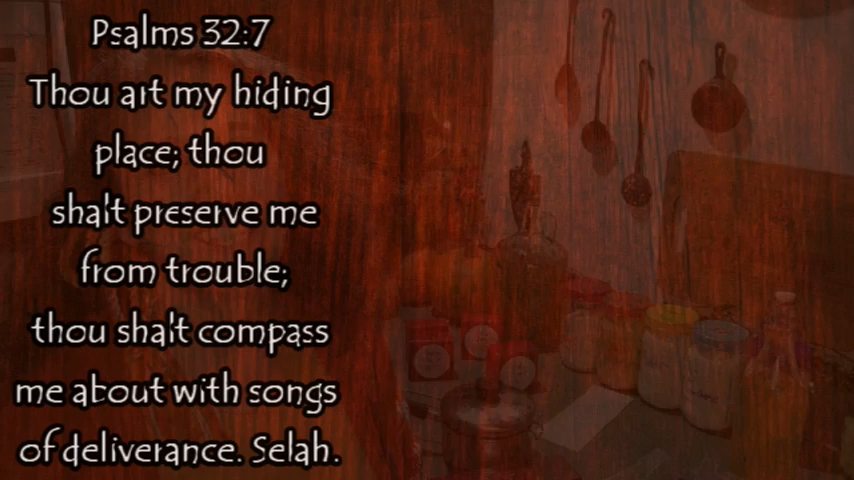 Psalms 32:7
Thou art my hiding
place; thou
shalt preserve me
from trouble;
thou shalt compass
me about with songs
of deliverance. Selah.